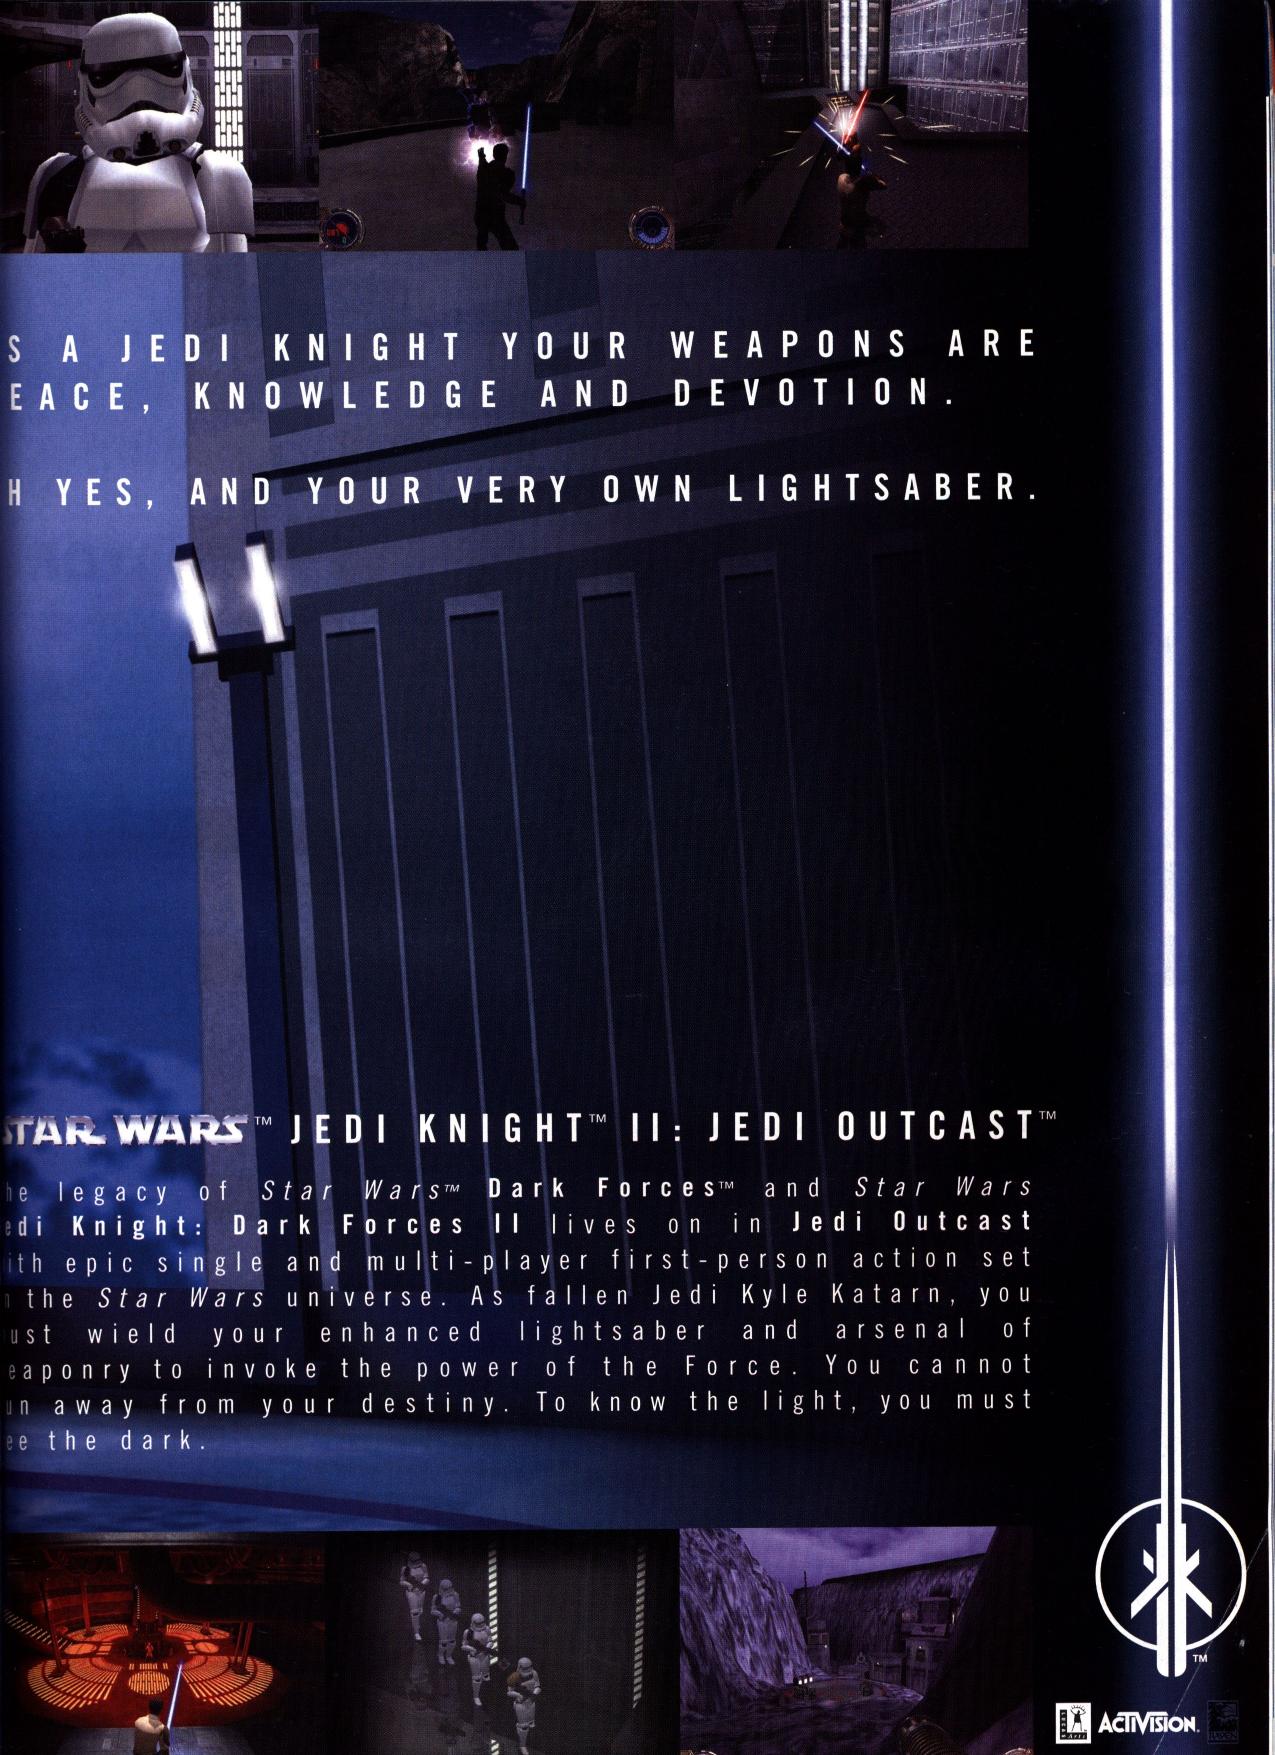 S A JEDI KNIGHT YOUR WEAPONS ARE
EACE, KNOWLEDGE AND DEVOTION.
H YES, AND YOUR VERY OWN LIGHTSABER.
STAR WARS™ JEDI KNIGHT™ II: JEDI OUTCAST™
he legacy of Star Wars™ Dark Forces™ and Star Wars
edi Knight: Dark Forces II lives on in Jedi Outcast
ith epic single and multi-player first-person action set
n the Star Wars universe. As fallen Jedi Kyle Katarn, you
ust wield your enhanced lightsaber and arsenal of
eaponry to invoke the power of the Force. You cannot
un away from your destiny. To know the light, you must
ee the dark.
TM
ACTIVISION.
RAVEN